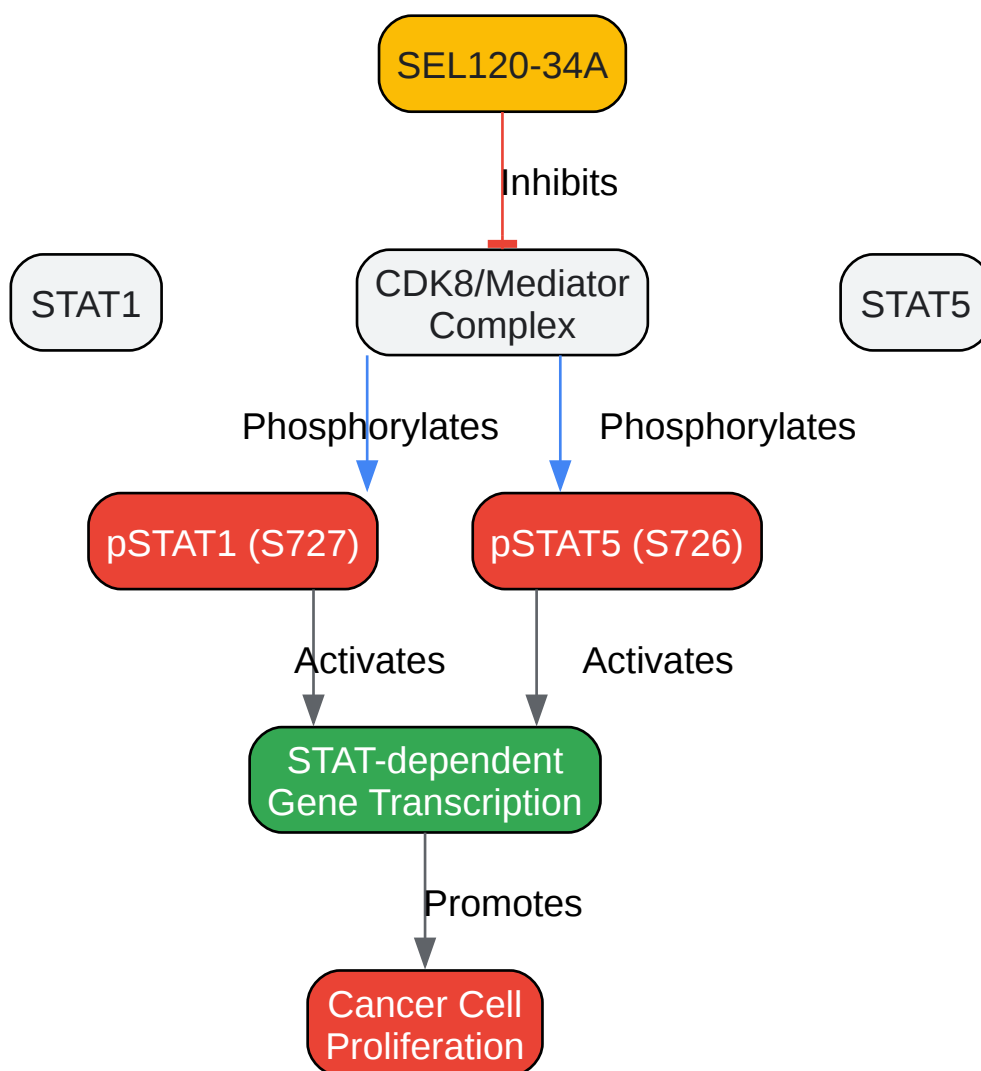 SEL120-34A
Inhibits
STAT1
CDK8/Mediator
Complex
STAT5
Phosphorylates
Phosphorylates
pSTAT1 (S727)
pSTAT5 (S726)
Activates
Activates
STAT-dependent
Gene Transcription
Promotes
Cancer Cell
Proliferation